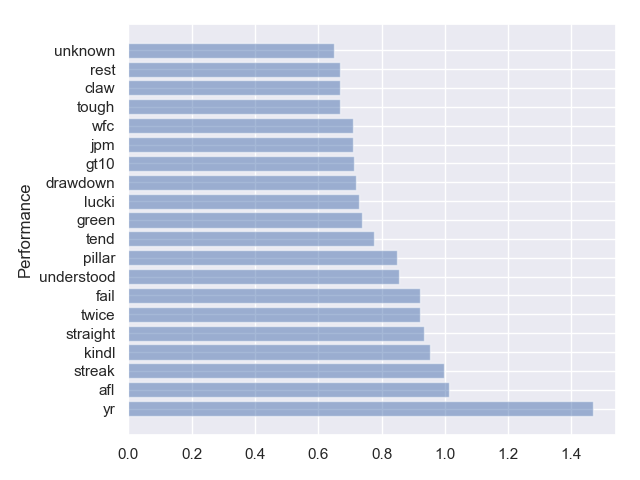 unknown
rest
claw
tough
wfc
jpm
gt10
drawdown
lucki
green
tend
pillar
understood
fail
twice
straight
kindl
streak
afl
yr
Performance
0.0 0.2 0.4 0.6 0.8 1.0 1.2 1.4